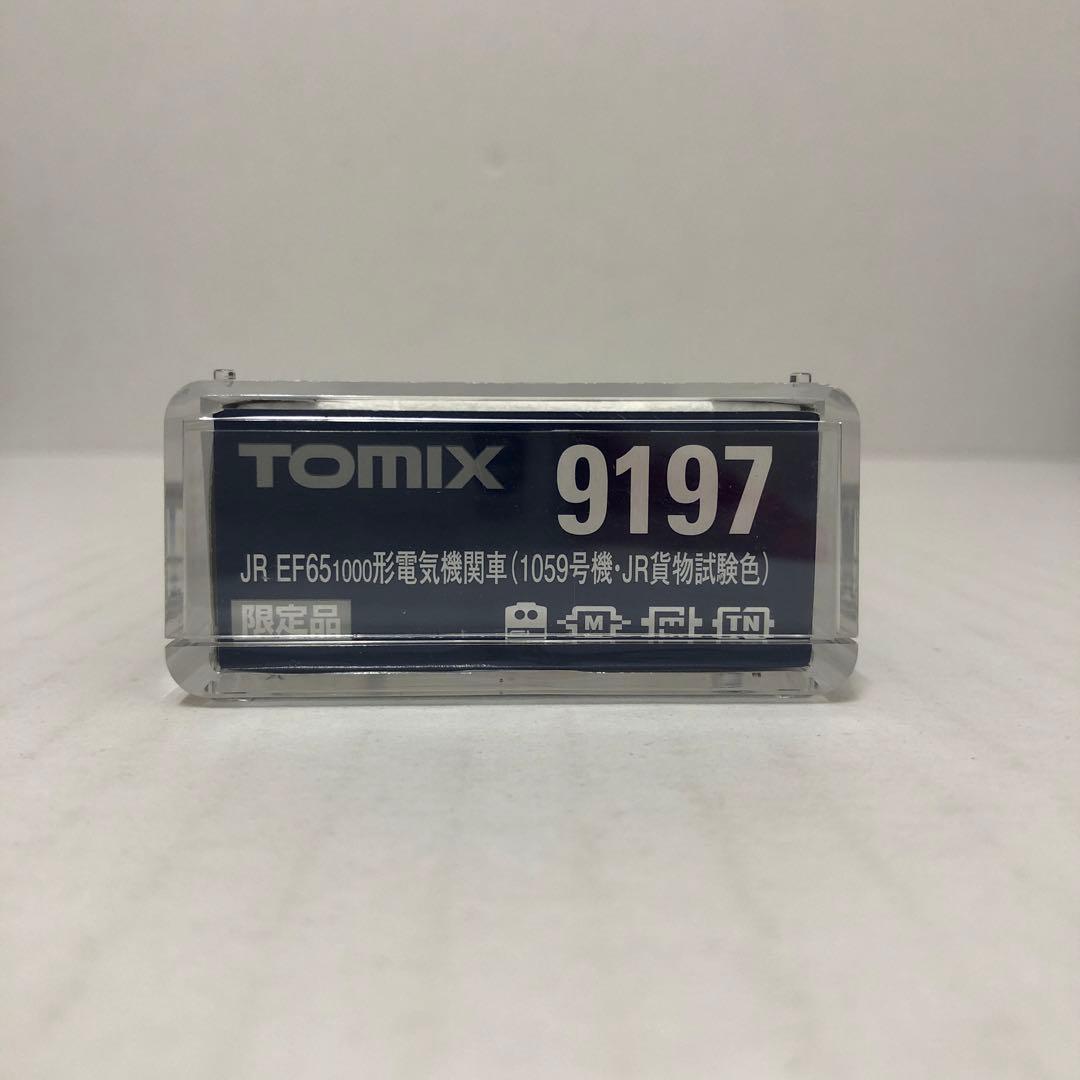 TOMIX 9197
JR EF651000形電気機関車(1059号機・JR貨物試験色)
限定品 M TN